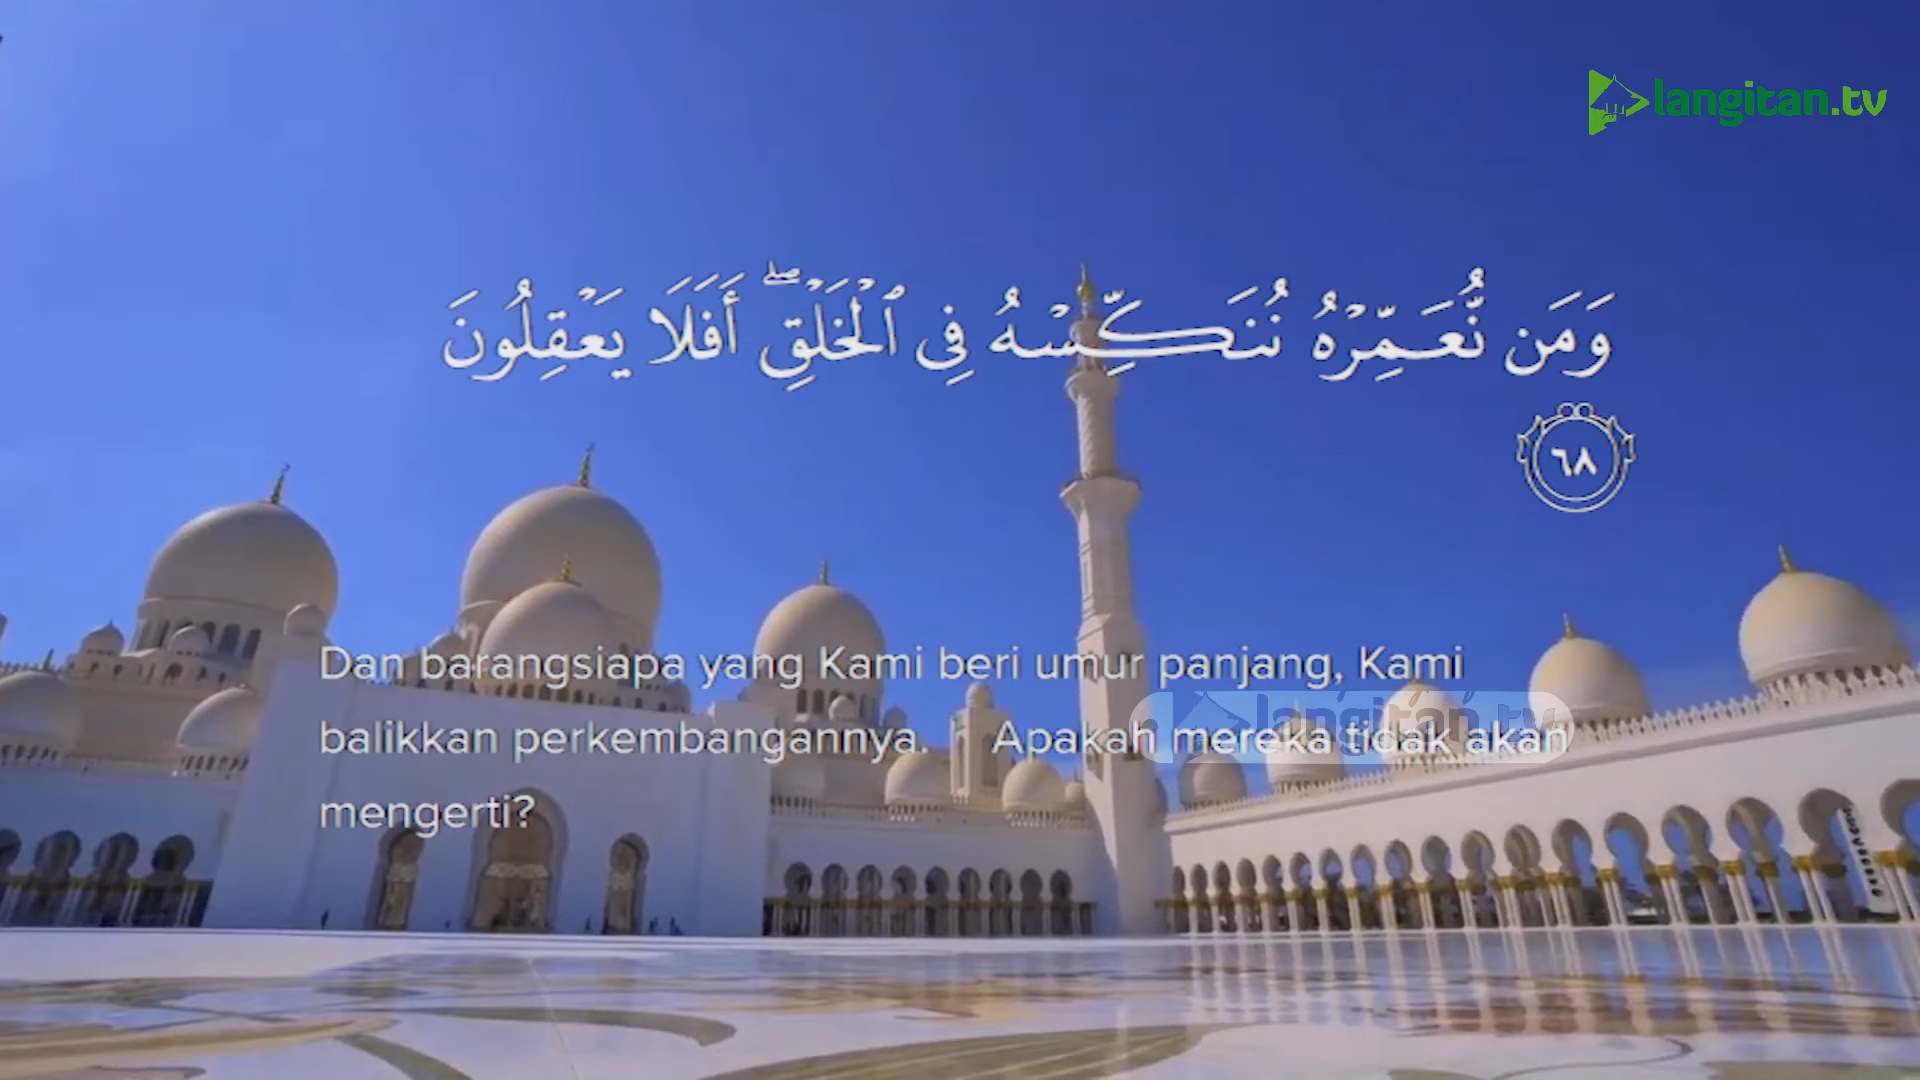 langitan.tv
وَمَن نُّعَمِّرْهُ نُنَكِّسْهُ فِى ٱلْخَلْقِ ۖ أَفَلَا يَعْقِلُونَ
٦٨
Dan barangsiapa yang Kami beri umur panjang, Kami
balikkan perkembangannya. Apakah mereka tidak akan
langitan.tv
mengerti?